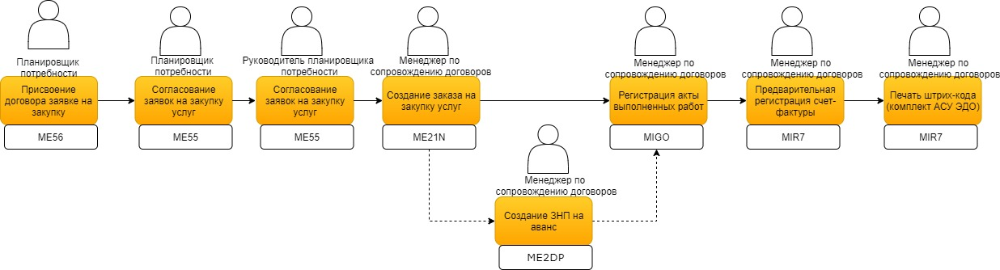 Планировщик
потребности
Присвоение
договора заявке на
закупку
ME56
Планировщик
потребности
Согласование
заявок на закупку
услуг
ME55
Руководитель планировщика
потребности
Согласование
заявок на закупку
услуг
ME55
Менеджер по
сопровождению договоров
Создание заказа на
закупку услуг
ME21N
Менеджер по
сопровождению договоров
Создание ЗНП на
аванс
ME2DP
Менеджер по
сопровождению договоров
Регистрация акты
выполненных работ
MIGO
Менеджер по
сопровождению договоров
Предварительная
регистрация счет-
фактуры
MIR7
Менеджер по
сопровождению договоров
Печать штрих-кода
(комплект АСУ ЭДО)
MIR7